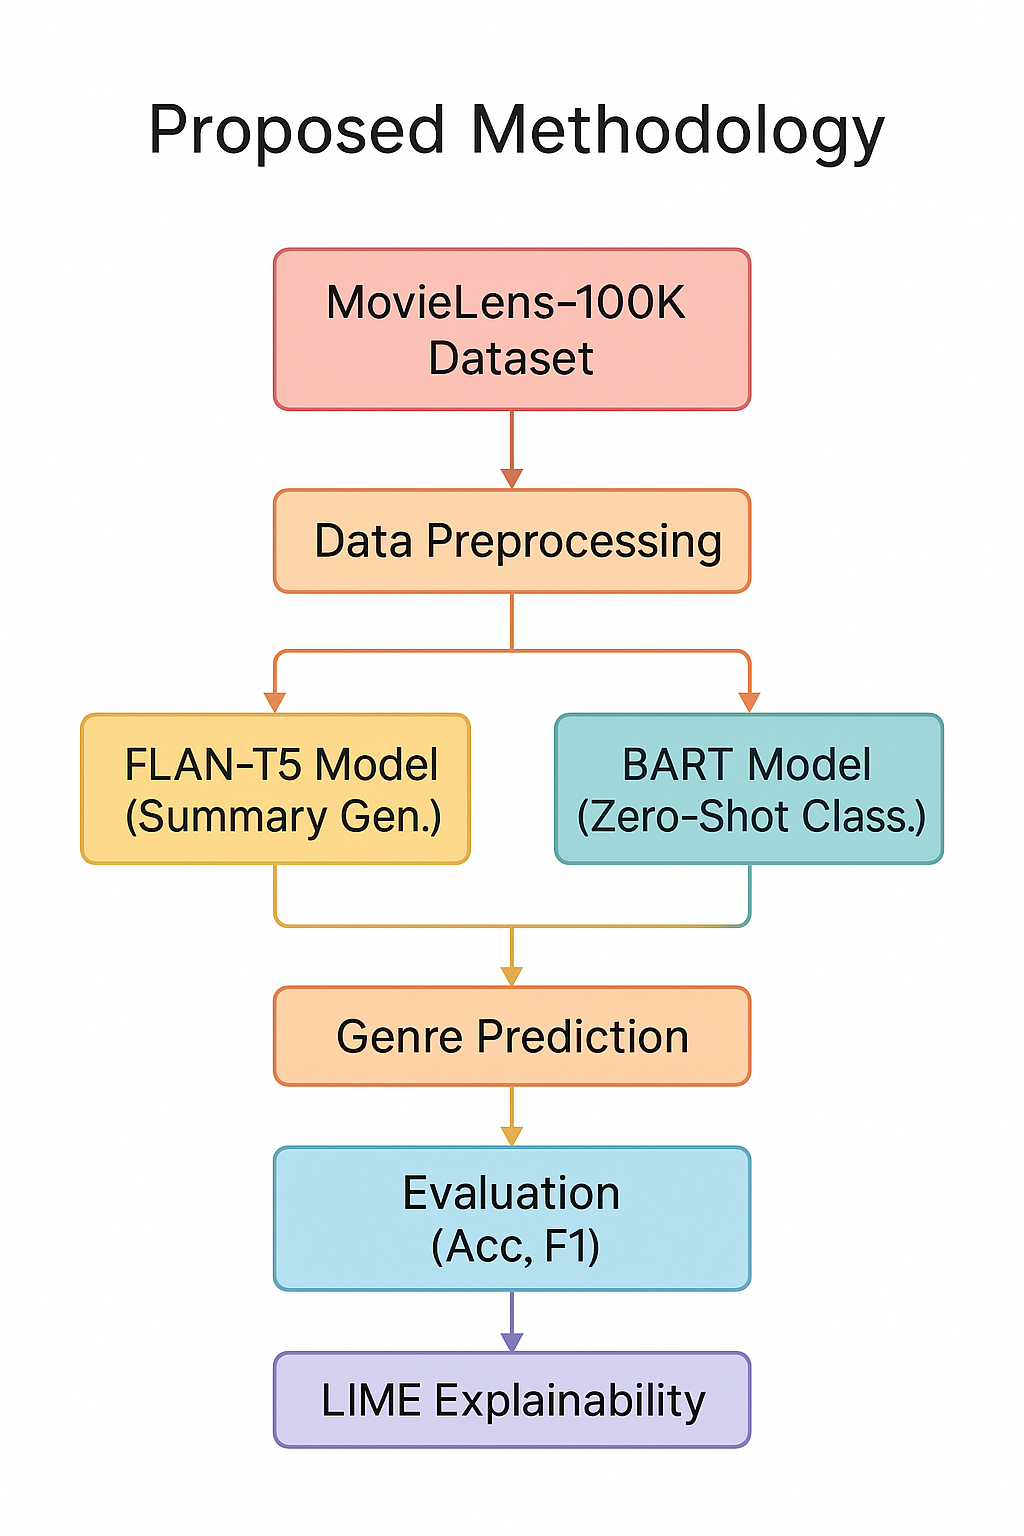 Proposed Methodology
MovieLens-100K
Dataset
Data Preprocessing
FLAN-T5 Model
(Summary Gen.)
BART Model
(Zero-Shot Class.)
Genre Prediction
Evaluation
(Acc, F1)
LIME Explainability